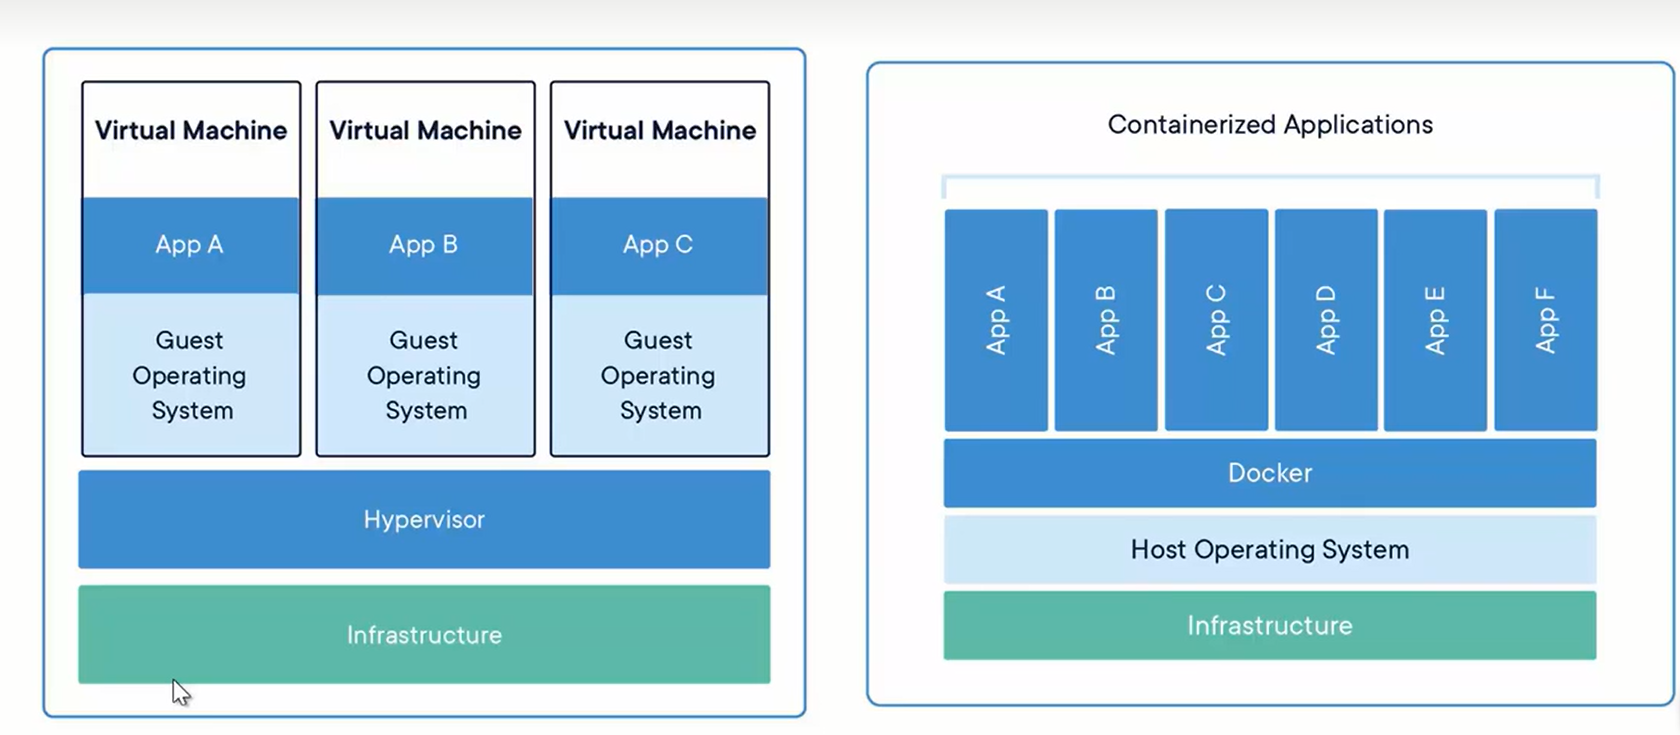 Virtual Machine
App A
Guest
Operating
System
Virtual Machine
App B
Guest
Operating
System
Virtual Machine
App C
Guest
Operating
System
Hypervisor
Infrastructure
Containerized Applications
App A
App B
App C
App D
App E
App F
Docker
Host Operating System
Infrastructure